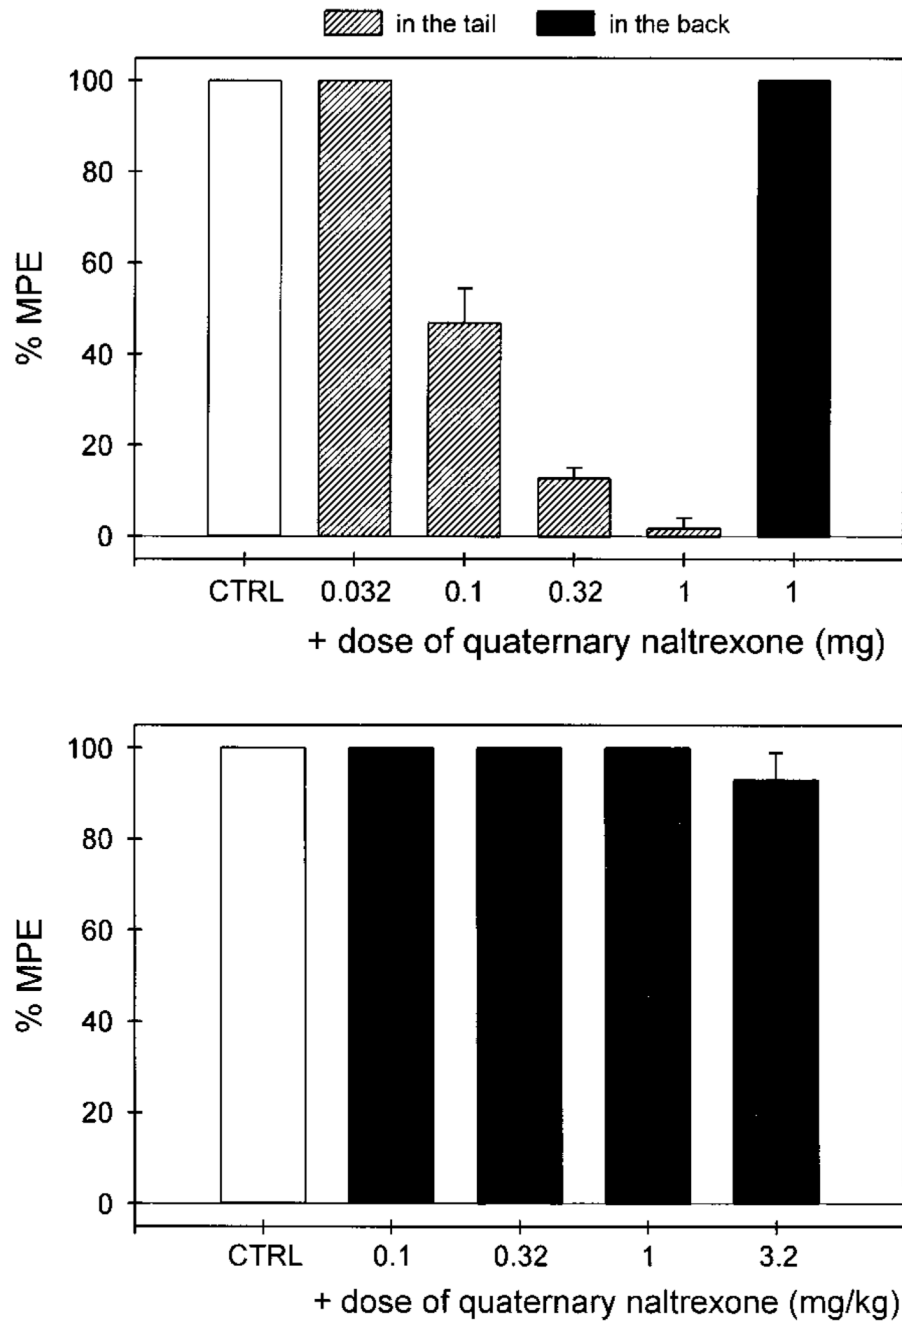 in the tail in the back
100
80
60
40
20
0
% MPE
CTRL 0.032 0.1 0.32 1 1
+ dose of quaternary naltrexone (mg)
100
80
60
40
20
0
% MPE
CTRL 0.1 0.32 1 3.2
+ dose of quaternary naltrexone (mg/kg)